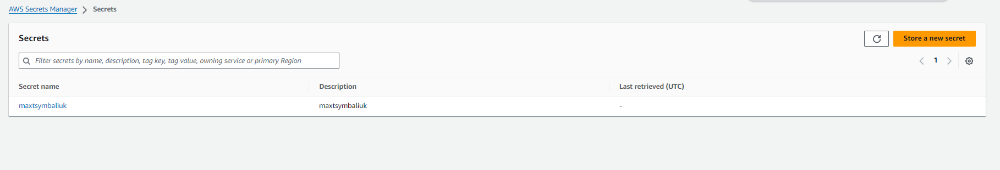 AWS Secrets Manager > Secrets
Secrets
Store a new secret
Filter secrets by name, description, tag key, tag value, owning service or primary Region
1
Secret name Description Last retrieved (UTC)
maxtsymbaliuk maxtsymbaliuk -